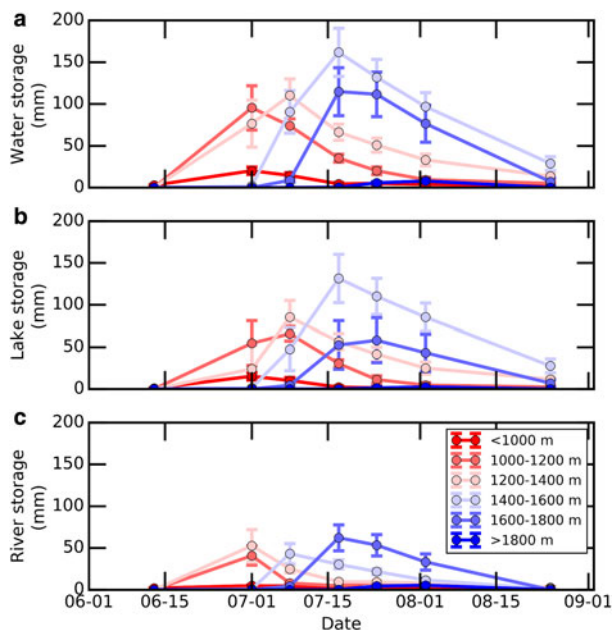 a
200
150
100
50
0
Water storage
(mm)
b
200
150
100
50
0
Lake storage
(mm)
c
200
150
100
50
0
River storage
(mm)
<1000 m
1000-1200 m
1200-1400 m
1400-1600 m
1600-1800 m
>1800 m
06-01 06-15 07-01 07-15 08-01 08-15 09-01
Date